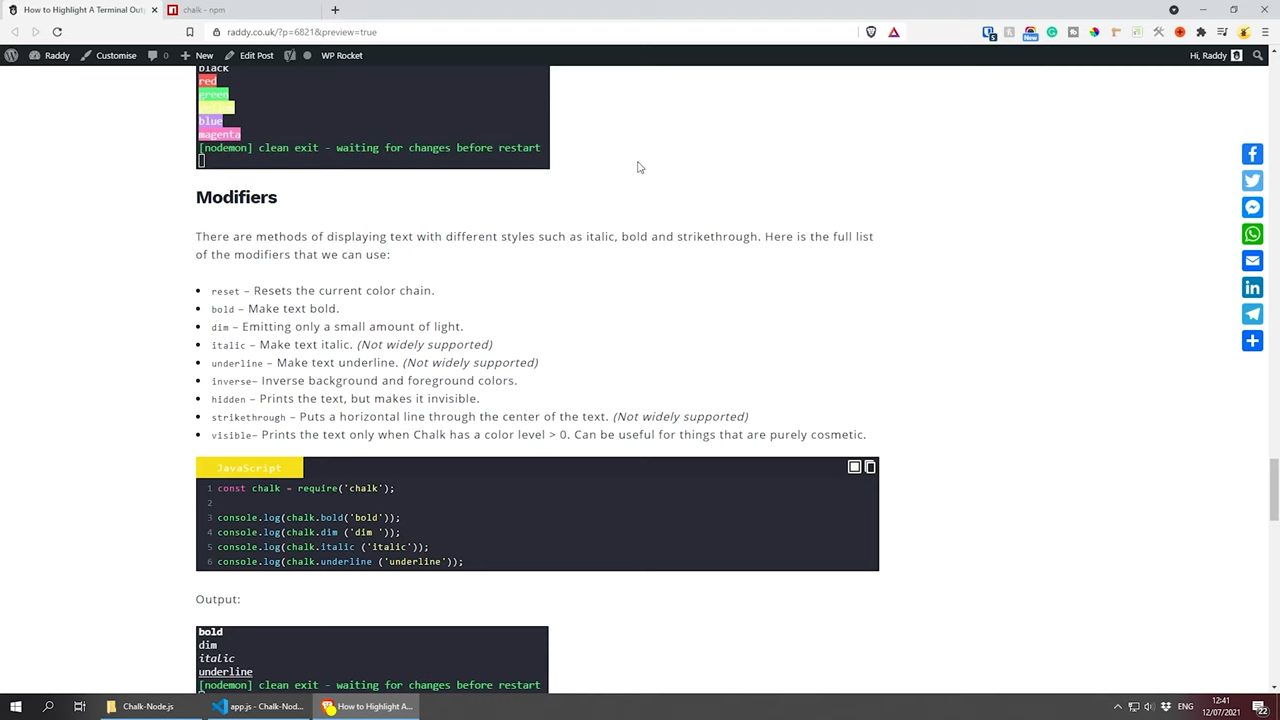 How to Highlight A Terminal Out
chalk - npm
raddy.co.uk/?p=6821&preview=true
Raddy
Customise
0
New
Edit Post
WP Rocket
Hi, Raddy
black
red
green
yellow
blue
magenta
[nodemon] clean exit - waiting for changes before restart
Modifiers
There are methods of displaying text with different styles such as italic, bold and strikethrough. Here is the full list
of the modifiers that we can use:
reset – Resets the current color chain.
bold – Make text bold.
dim – Emitting only a small amount of light.
italic – Make text italic. (Not widely supported)
underline – Make text underline. (Not widely supported)
inverse– Inverse background and foreground colors.
hidden – Prints the text, but makes it invisible.
strikethrough – Puts a horizontal line through the center of the text. (Not widely supported)
visible– Prints the text only when Chalk has a color level > 0. Can be useful for things that are purely cosmetic.
JavaScript
1 const chalk = require('chalk');
2
3 console.log(chalk.bold('bold'));
4 console.log(chalk.dim ('dim '));
5 console.log(chalk.italic ('italic'));
6 console.log(chalk.underline ('underline'));
Output:
bold
dim
italic
underline
[nodemon] clean exit - waiting for changes before restart
Chalk-Node.js
app.js - Chalk-Nod...
How to Highlight A...
ENG
12:41
12/07/2021
22